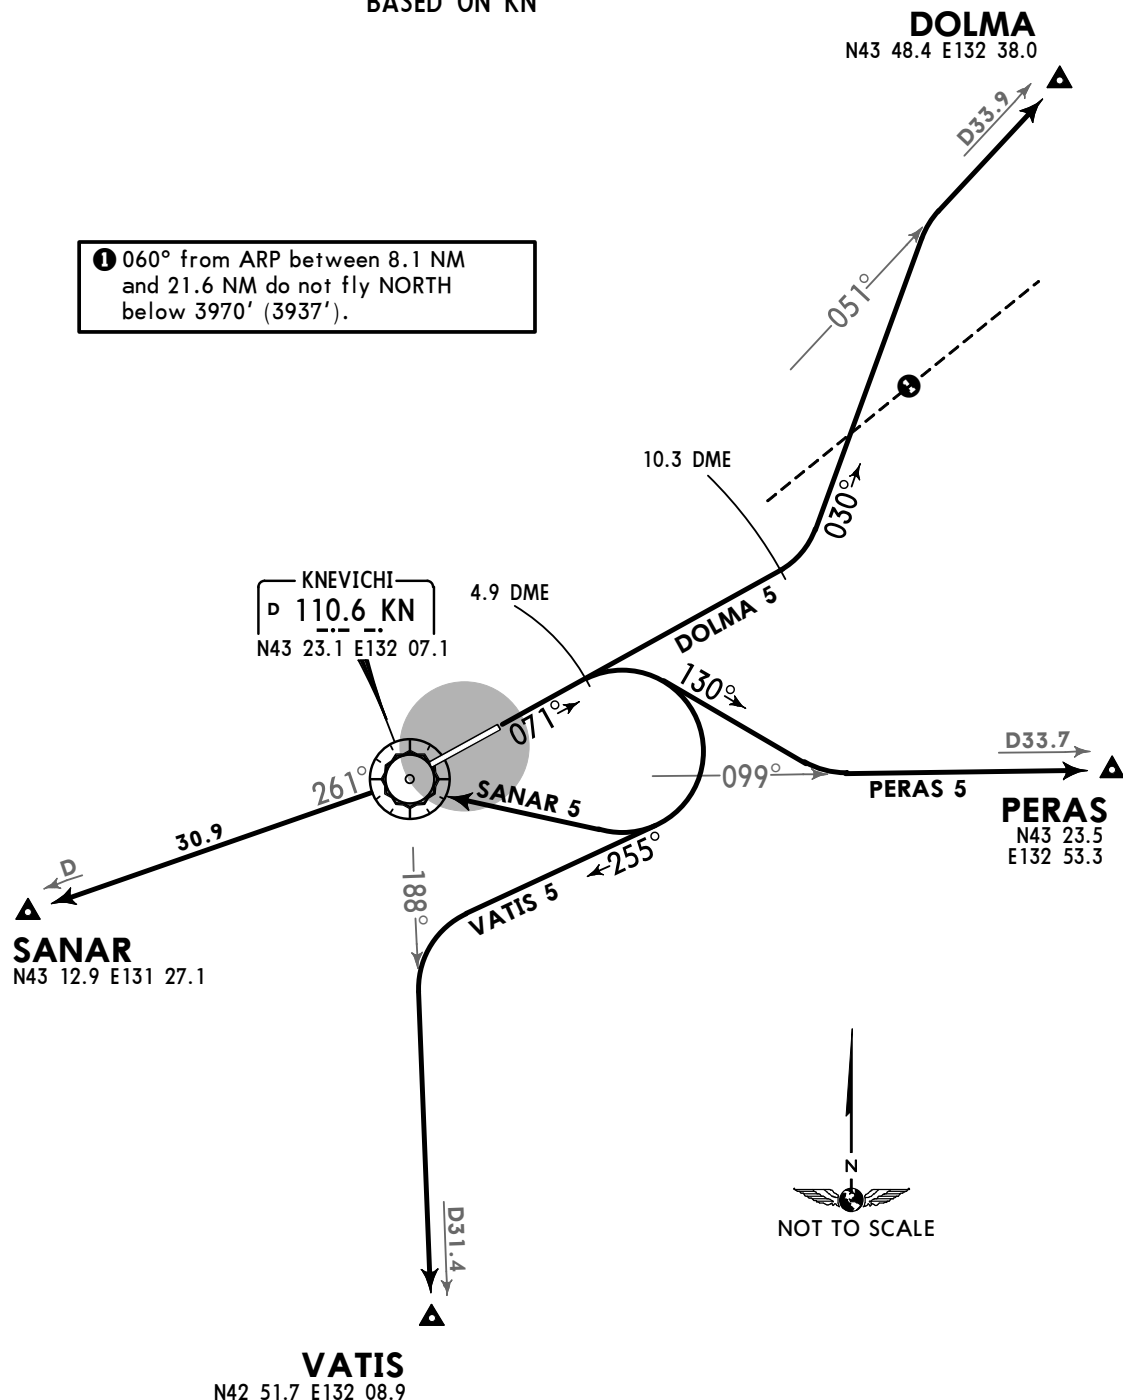 BASED ON KN
DOLMA
N43 48.4 E132 38.0
D33.9
1 060° from ARP between 8.1 NM
and 21.6 NM do not fly NORTH
below 3970' (3937').
051°
10.3 DME
030°
KNEVICHI
D 110.6 KN
N43 23.1 E132 07.1
4.9 DME
DOLMA 5
130°
071°
D33.7
099°
PERAS 5
PERAS
N43 23.5
E132 53.3
261°
SANAR 5
30.9
255°
D
188°
VATIS 5
SANAR
N43 12.9 E131 27.1
N
NOT TO SCALE
D31.4
VATIS
N42 51.7 E132 08.9